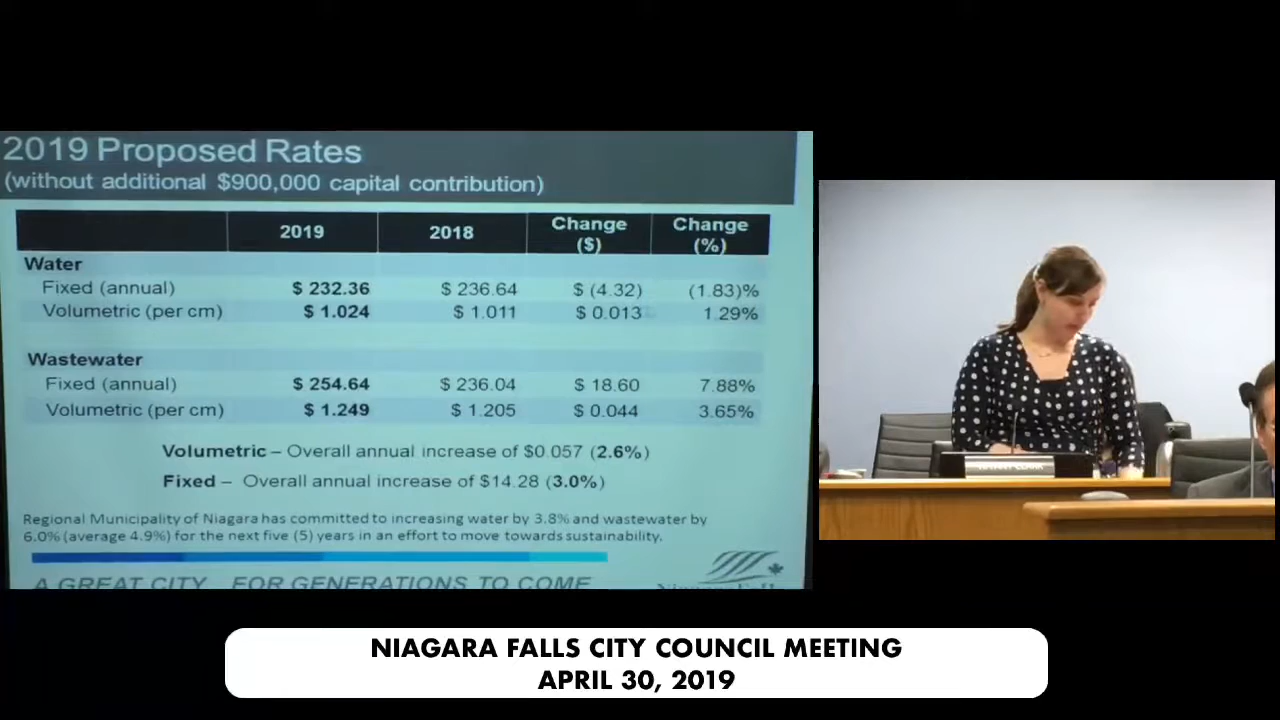 2019 Proposed Rates
(without additional $900,000 capital contribution)
2019 2018 Change ($) Change (%)
Water
Fixed (annual) $ 232.36 $ 236.64 $ (4.32) (1.83)%
Volumetric (per cm) $ 1.024 $ 1.011 $ 0.013 1.29%
Wastewater
Fixed (annual) $ 254.64 $ 236.04 $ 18.60 7.88%
Volumetric (per cm) $ 1.249 $ 1.205 $ 0.044 3.65%
Volumetric – Overall annual increase of $0.057 (2.6%)
Fixed – Overall annual increase of $14.28 (3.0%)
Regional Municipality of Niagara has committed to increasing water by 3.8% and wastewater by
6.0% (average 4.9%) for the next five (5) years in an effort to move towards sustainability.
A GREAT CITY FOR GENERATIONS TO COME
NIAGARA FALLS CITY COUNCIL MEETING
APRIL 30, 2019